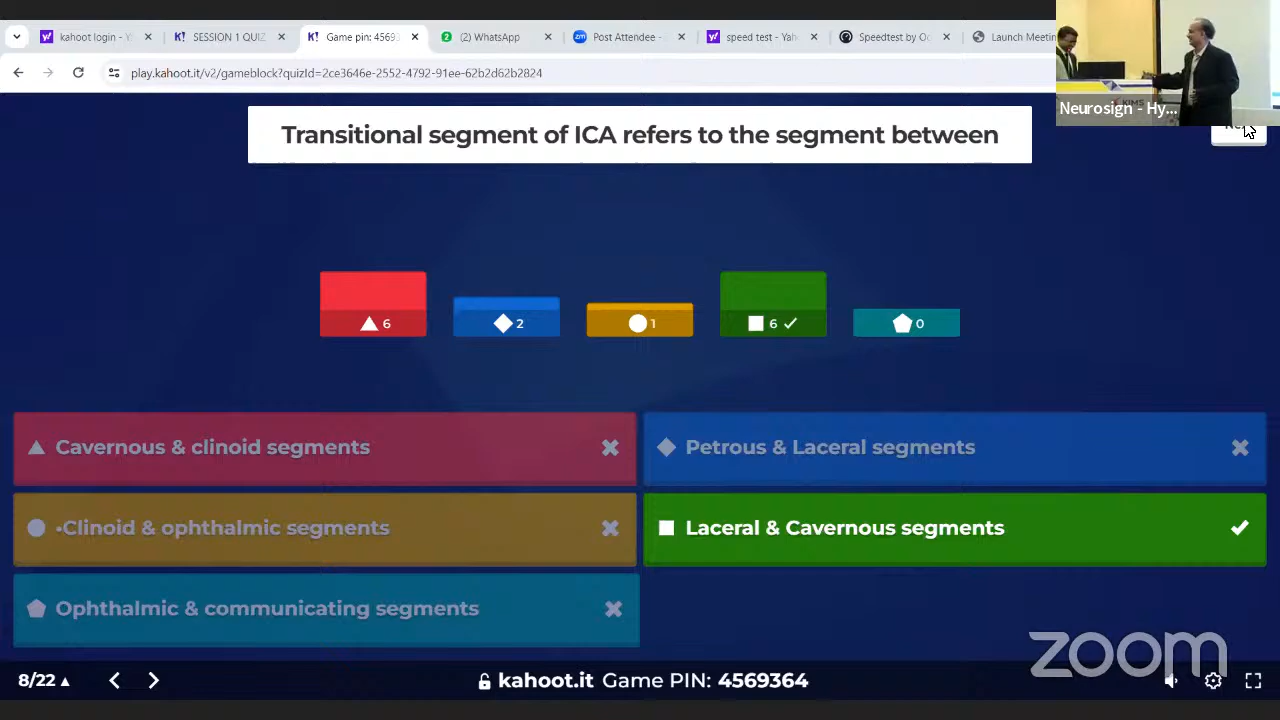 kahoot login - Y
SESSION 1 QUIZ
Game pin: 4569
(2) WhatsApp
Post Attendee -
speed test - Yah
Speedtest by Oo
Launch Meetin
play.kahoot.it/v2/gameblock?quizId=2ce3646e-2552-4792-91ee-62b2d62b2824
KIMS
Neurosign - Hy...
Transitional segment of ICA refers to the segment between
6
2
1
6
0
Cavernous & clinoid segments
Petrous & Laceral segments
•Clinoid & ophthalmic segments
Laceral & Cavernous segments
Ophthalmic & communicating segments
zoom
8/22
kahoot.it Game PIN: 4569364